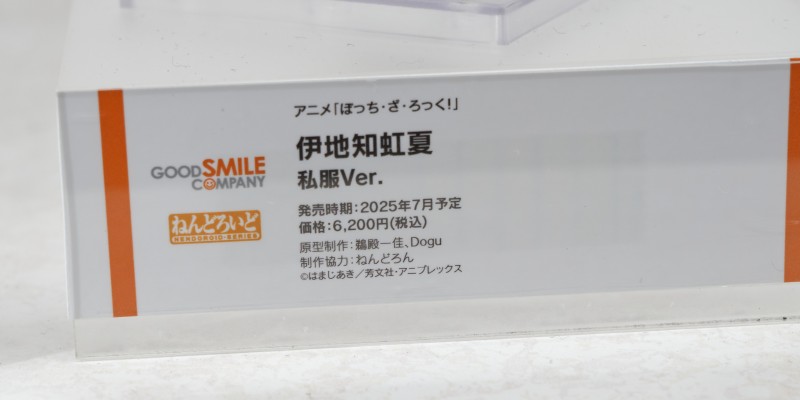 アニメ「ぼっち・ざ・ろっく!」
伊地知虹夏
私服Ver.
発売時期:2025年7月予定
価格:6,200円(税込)
原型制作:鵜殿一佳、Dogu
制作協力:ねんどろん
©はまじあき/芳文社・アニプレックス
GOOD SMILE
COMPANY
ねんどろいど
NENDOROID SERIES